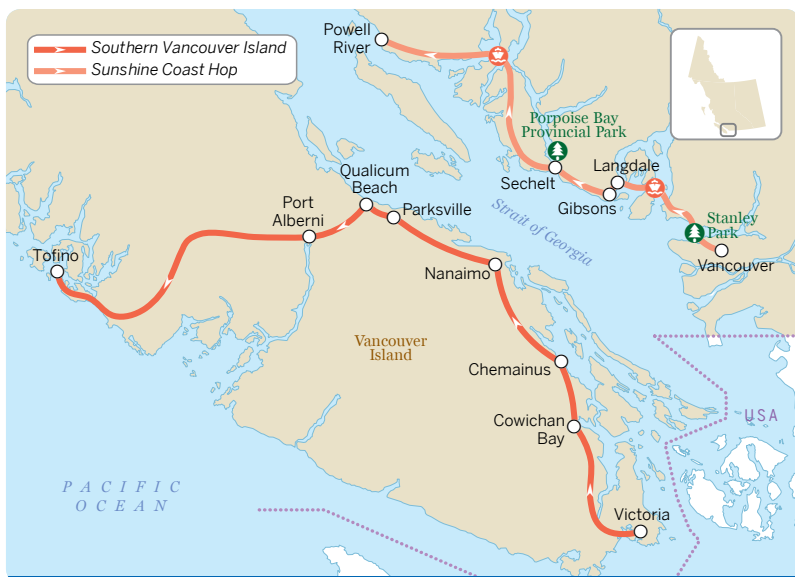 Southern Vancouver Island
Sunshine Coast Hop
Powell
River
Porpoise Bay
Provincial Park
Langdale
Sechelt
Gibsons
Stanley
Park
Vancouver
Strait of Georgia
Qualicum
Beach
Port
Alberni
Parksville
Tofino
Nanaimo
Vancouver
Island
Chemainus
Cowichan
Bay
USA
PACIFIC
OCEAN
Victoria